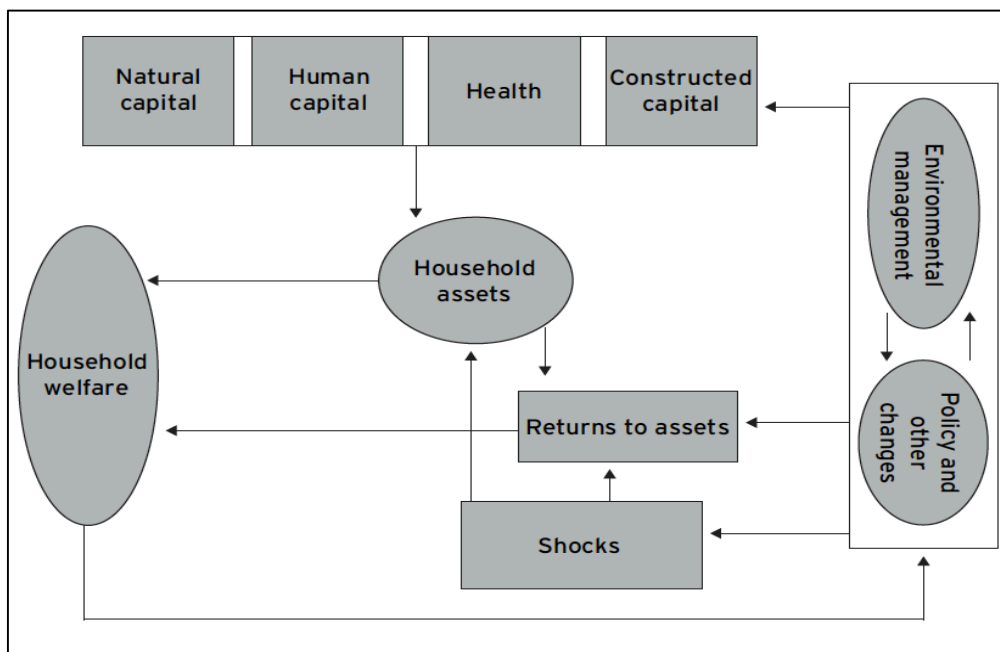 Natural
capital
Human
capital
Health
Constructed
capital
Environmental
management
Household
assets
Household
welfare
Returns to assets
Policy and
other
changes
Shocks